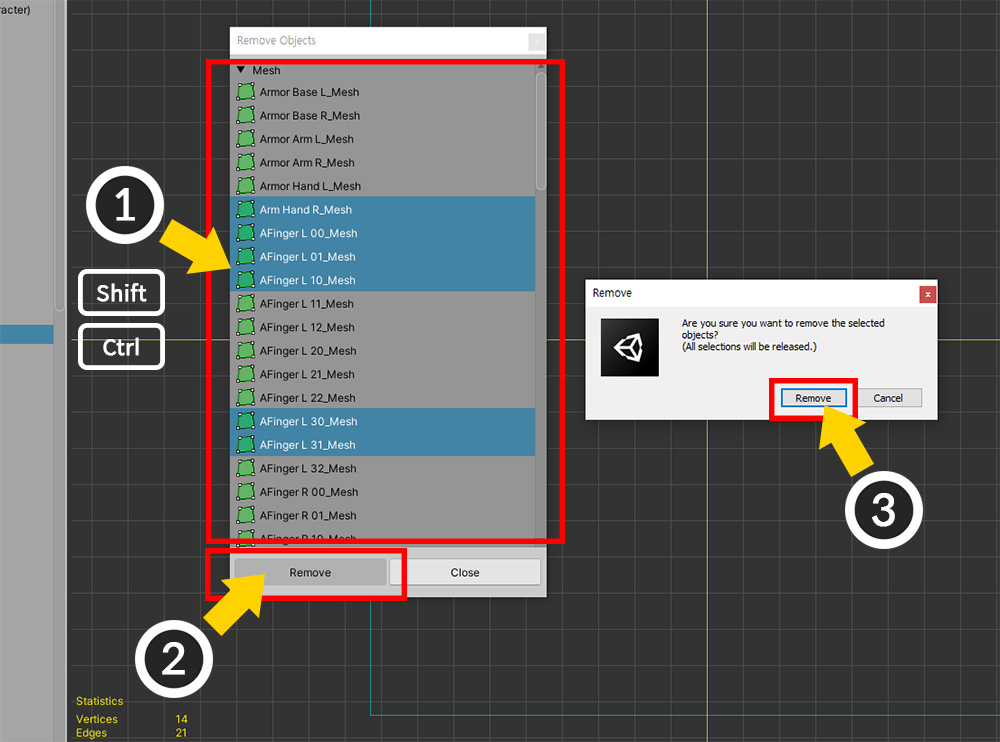 racter)
Remove Objects
Mesh
Armor Base L_Mesh
Armor Base R_Mesh
Armor Arm L_Mesh
Armor Arm R_Mesh
Armor Hand L_Mesh
Arm Hand R_Mesh
AFinger L 00_Mesh
AFinger L 01_Mesh
AFinger L 10_Mesh
AFinger L 11_Mesh
AFinger L 12_Mesh
AFinger L 20_Mesh
AFinger L 21_Mesh
AFinger L 22_Mesh
AFinger L 30_Mesh
AFinger L 31_Mesh
AFinger L 32_Mesh
AFinger R 00_Mesh
AFinger R 01_Mesh
AFinger R 10_Mesh
Remove Close
1
Shift
Ctrl
2
Remove
x
Are you sure you want to remove the selected
objects?
(All selections will be released.)
Remove Cancel
3
Statistics
Vertices 14
Edges 21